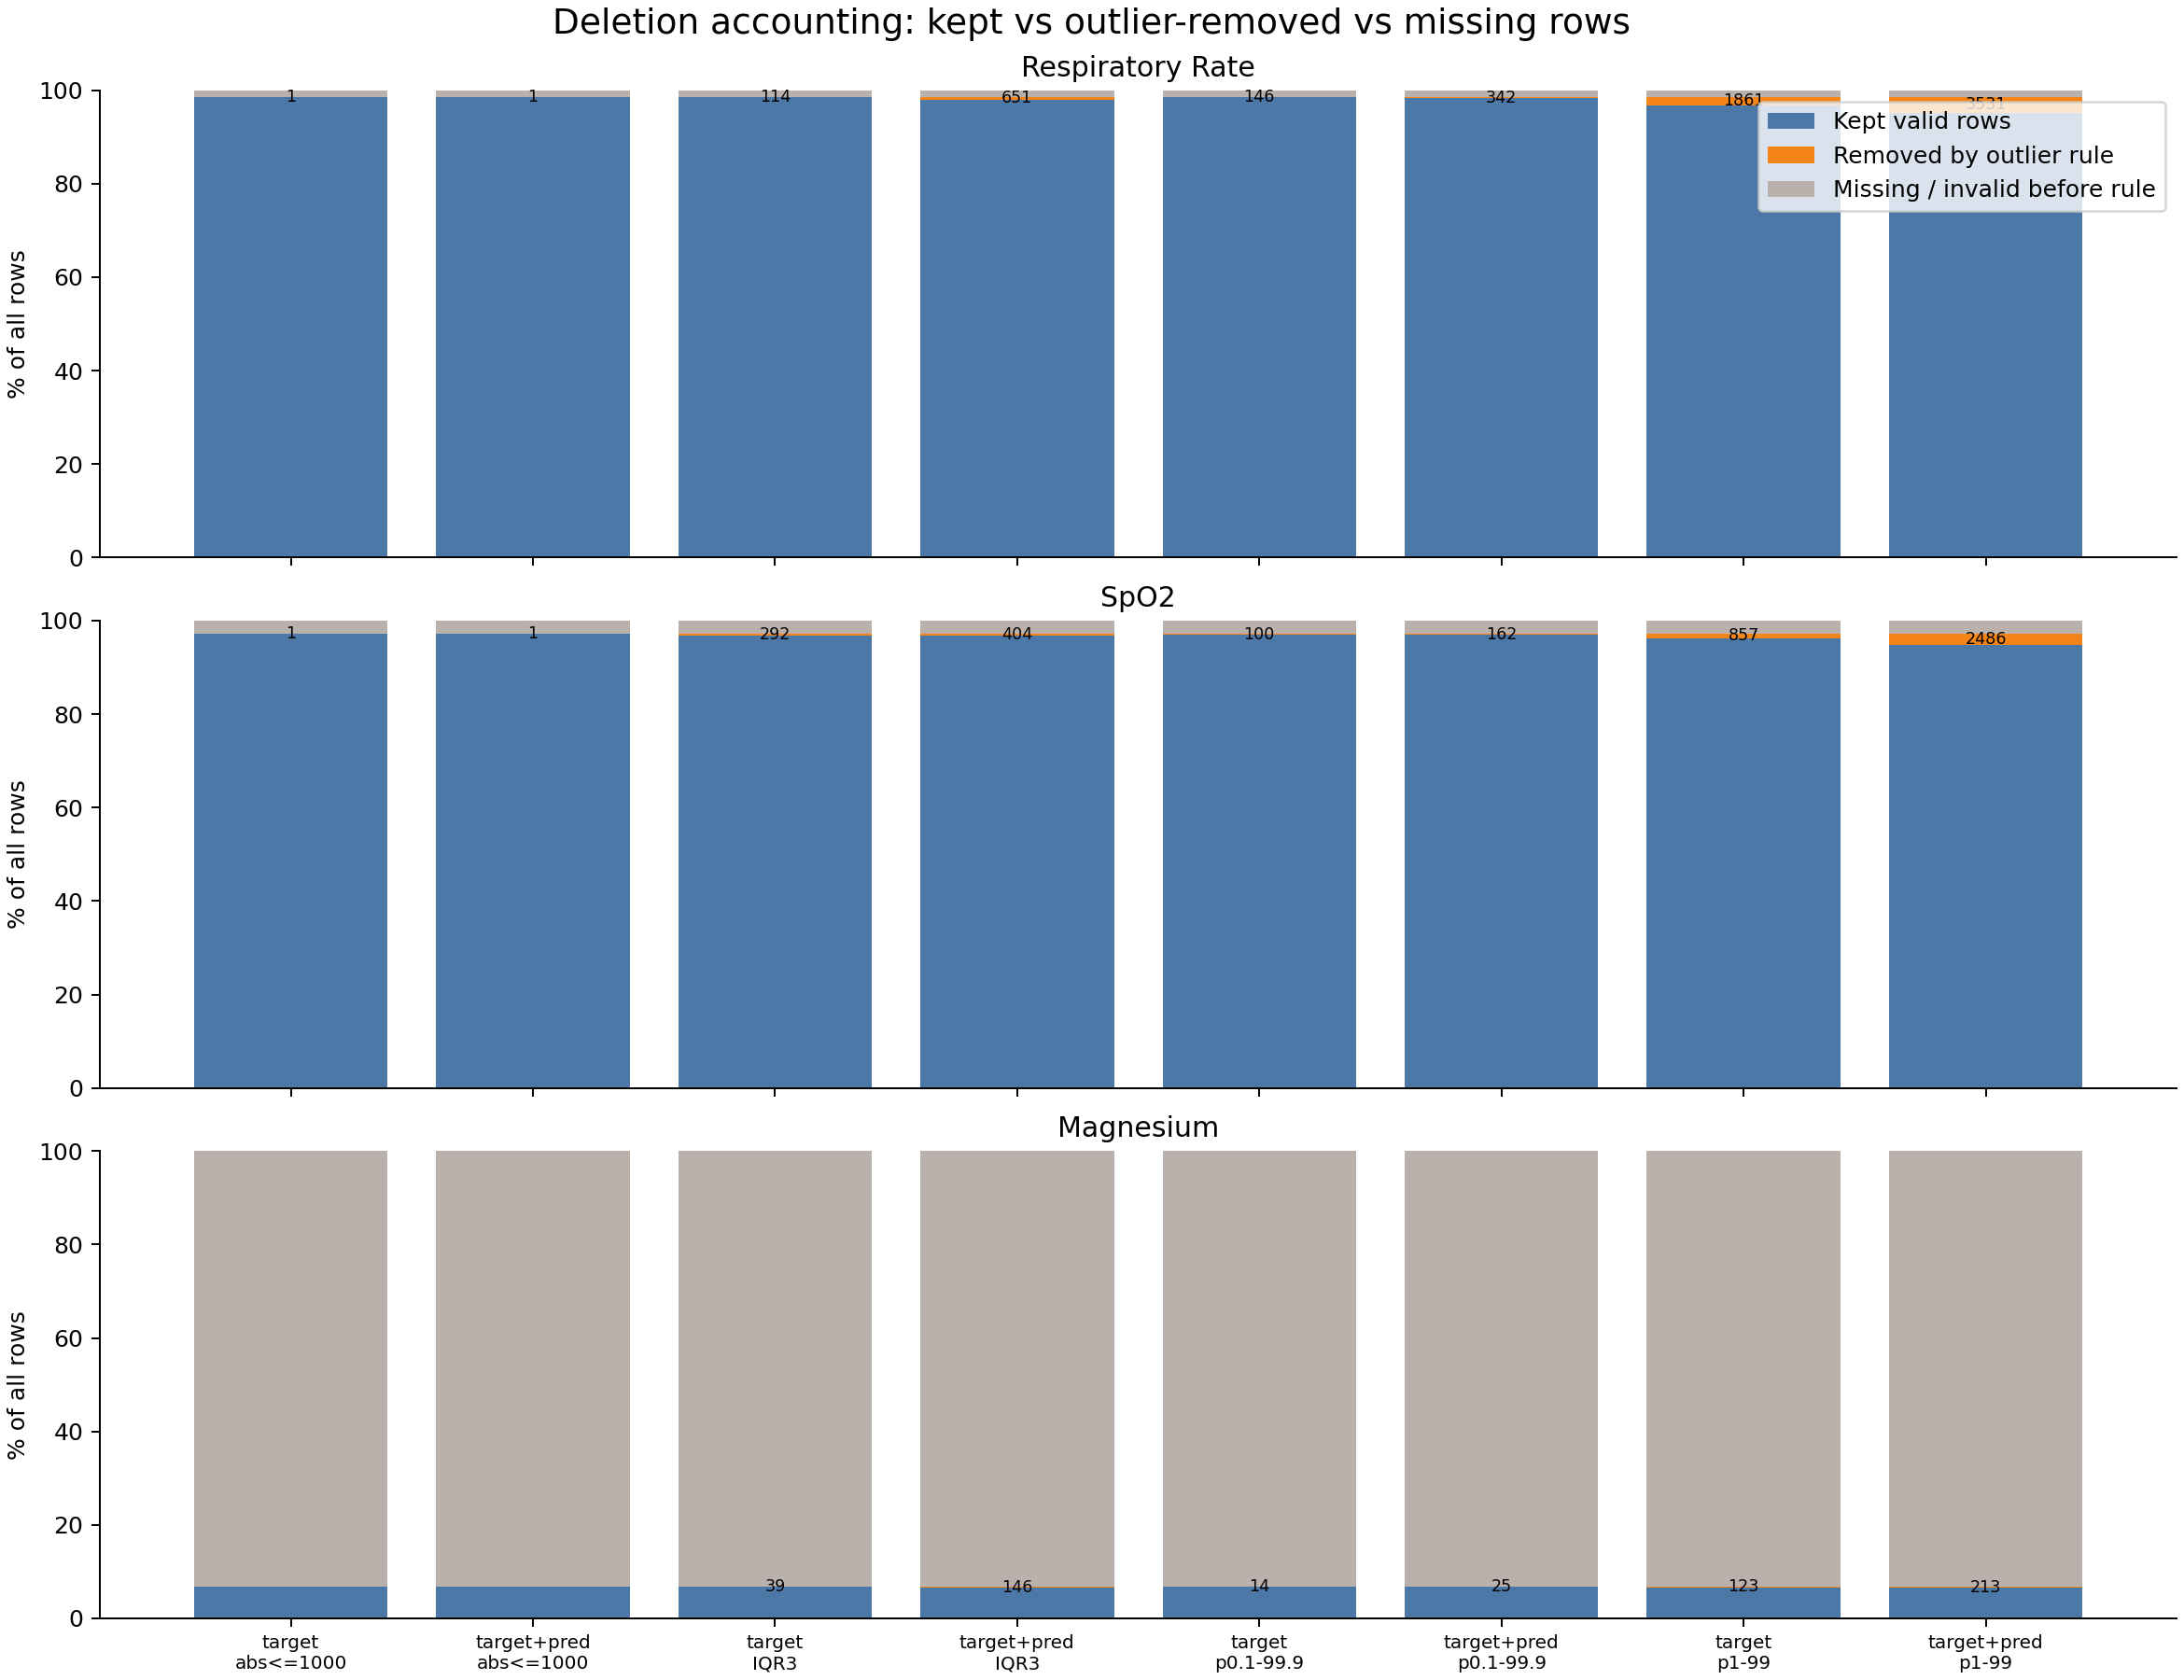 Deletion accounting: kept vs outlier-removed vs missing rows
Respiratory Rate
% of all rows
100
80
60
40
20
0
1
1
114
651
146
342
1861
3531
Kept valid rows
Removed by outlier rule
Missing / invalid before rule
SpO2
% of all rows
100
80
60
40
20
0
1
1
292
404
100
162
857
2486
Magnesium
% of all rows
100
80
60
40
20
0
39
146
14
25
123
213
target
abs<=1000
target+pred
abs<=1000
target
IQR3
target+pred
IQR3
target
p0.1-99.9
target+pred
p0.1-99.9
target
p1-99
target+pred
p1-99